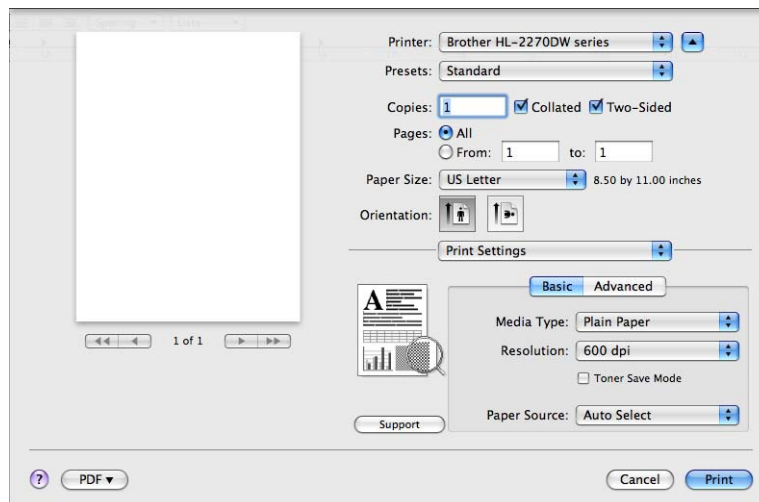 Spacing Lists
Printer: Brother HL-2270DW series
Presets: Standard
Copies: 1 Collated Two-Sided
Pages: All
From: 1 to: 1
Paper Size: US Letter 8.50 by 11.00 inches
Orientation:
Print Settings
Basic Advanced
A
Media Type: Plain Paper
Resolution: 600 dpi
Toner Save Mode
Paper Source: Auto Select
Support
1 of 1
? PDF Cancel Print